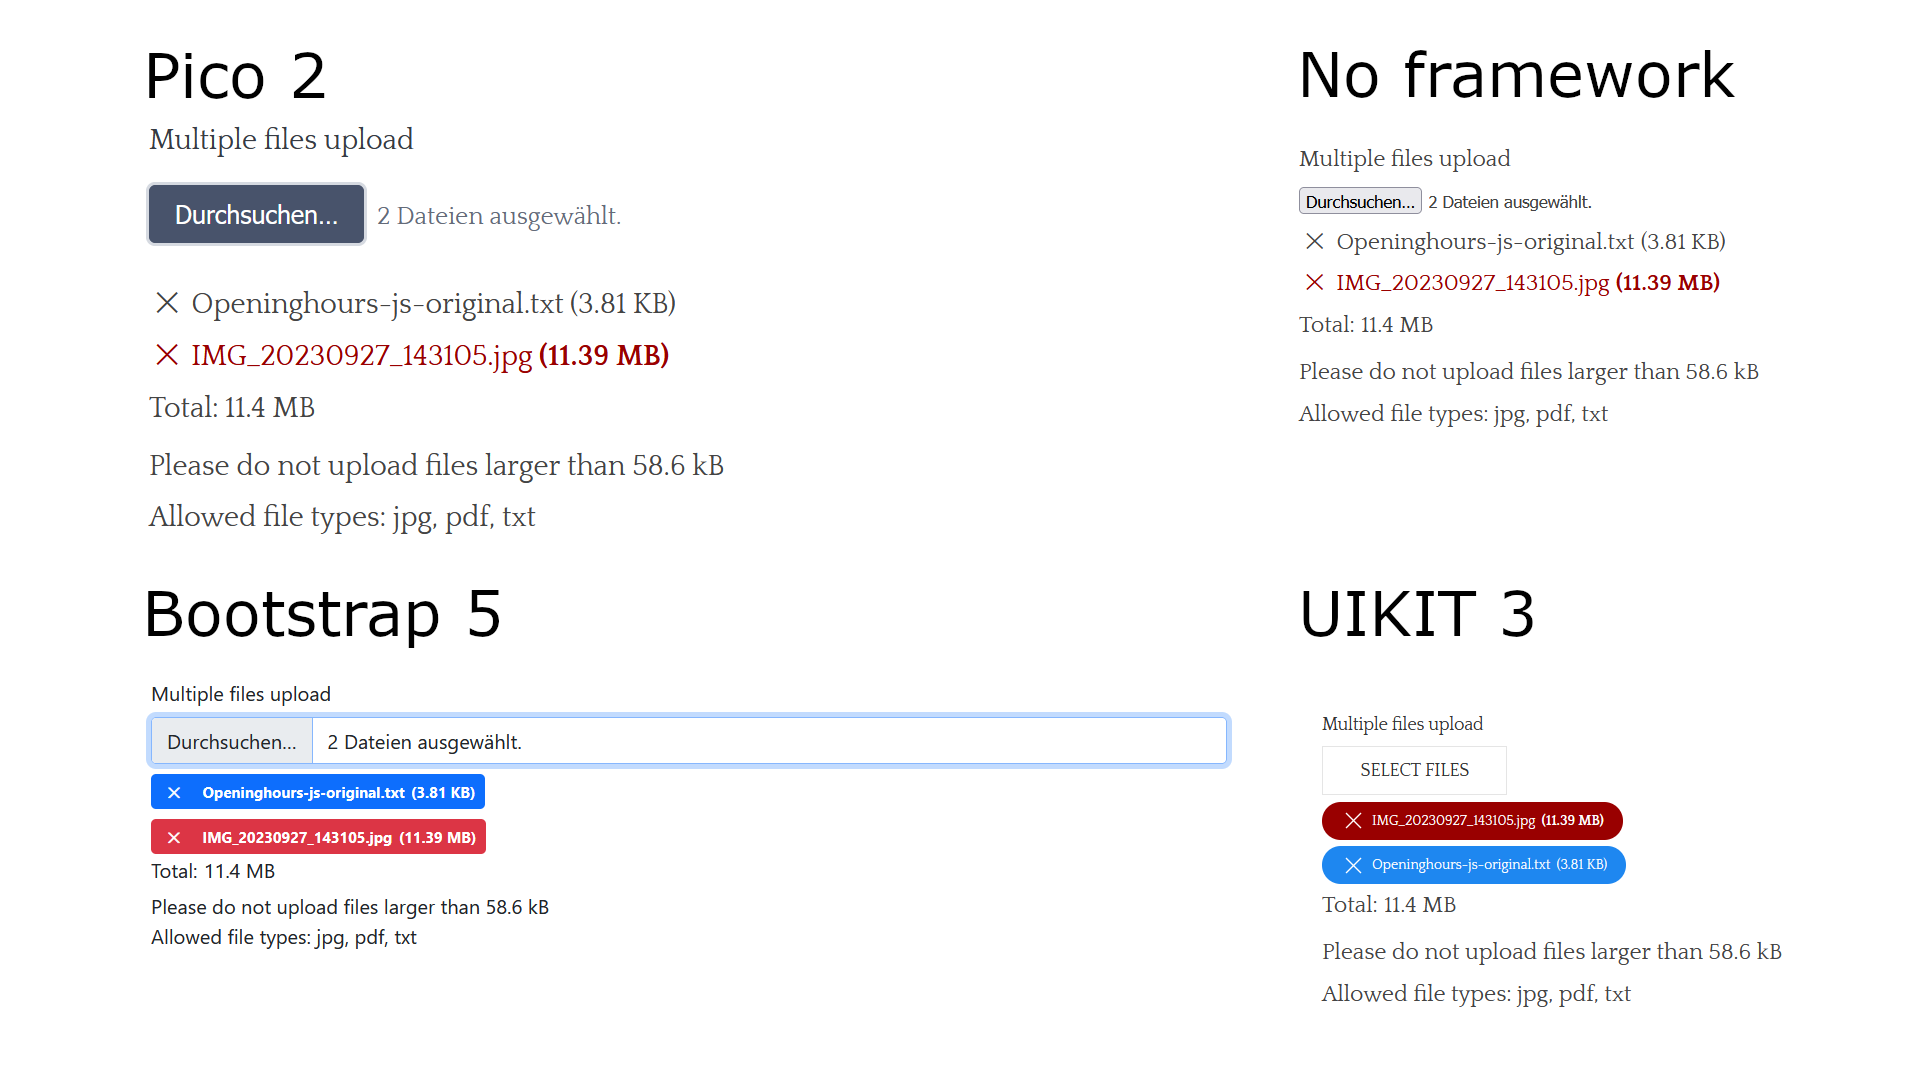 Pico 2
Multiple files upload
Durchsuchen... 2 Dateien ausgewählt.
Openinghours-js-original.txt (3.81 KB)
IMG_20230927_143105.jpg (11.39 MB)
Total: 11.4 MB
Please do not upload files larger than 58.6 kB
Allowed file types: jpg, pdf, txt
No framework
Multiple files upload
Durchsuchen... 2 Dateien ausgewählt.
Openinghours-js-original.txt (3.81 KB)
IMG_20230927_143105.jpg (11.39 MB)
Total: 11.4 MB
Please do not upload files larger than 58.6 kB
Allowed file types: jpg, pdf, txt
Bootstrap 5
Multiple files upload
Durchsuchen... 2 Dateien ausgewählt.
Openinghours-js-original.txt (3.81 KB)
IMG_20230927_143105.jpg (11.39 MB)
Total: 11.4 MB
Please do not upload files larger than 58.6 kB
Allowed file types: jpg, pdf, txt
UIKIT 3
Multiple files upload
SELECT FILES
IMG_20230927_143105.jpg (11.39 MB)
Openinghours-js-original.txt (3.81 KB)
Total: 11.4 MB
Please do not upload files larger than 58.6 kB
Allowed file types: jpg, pdf, txt